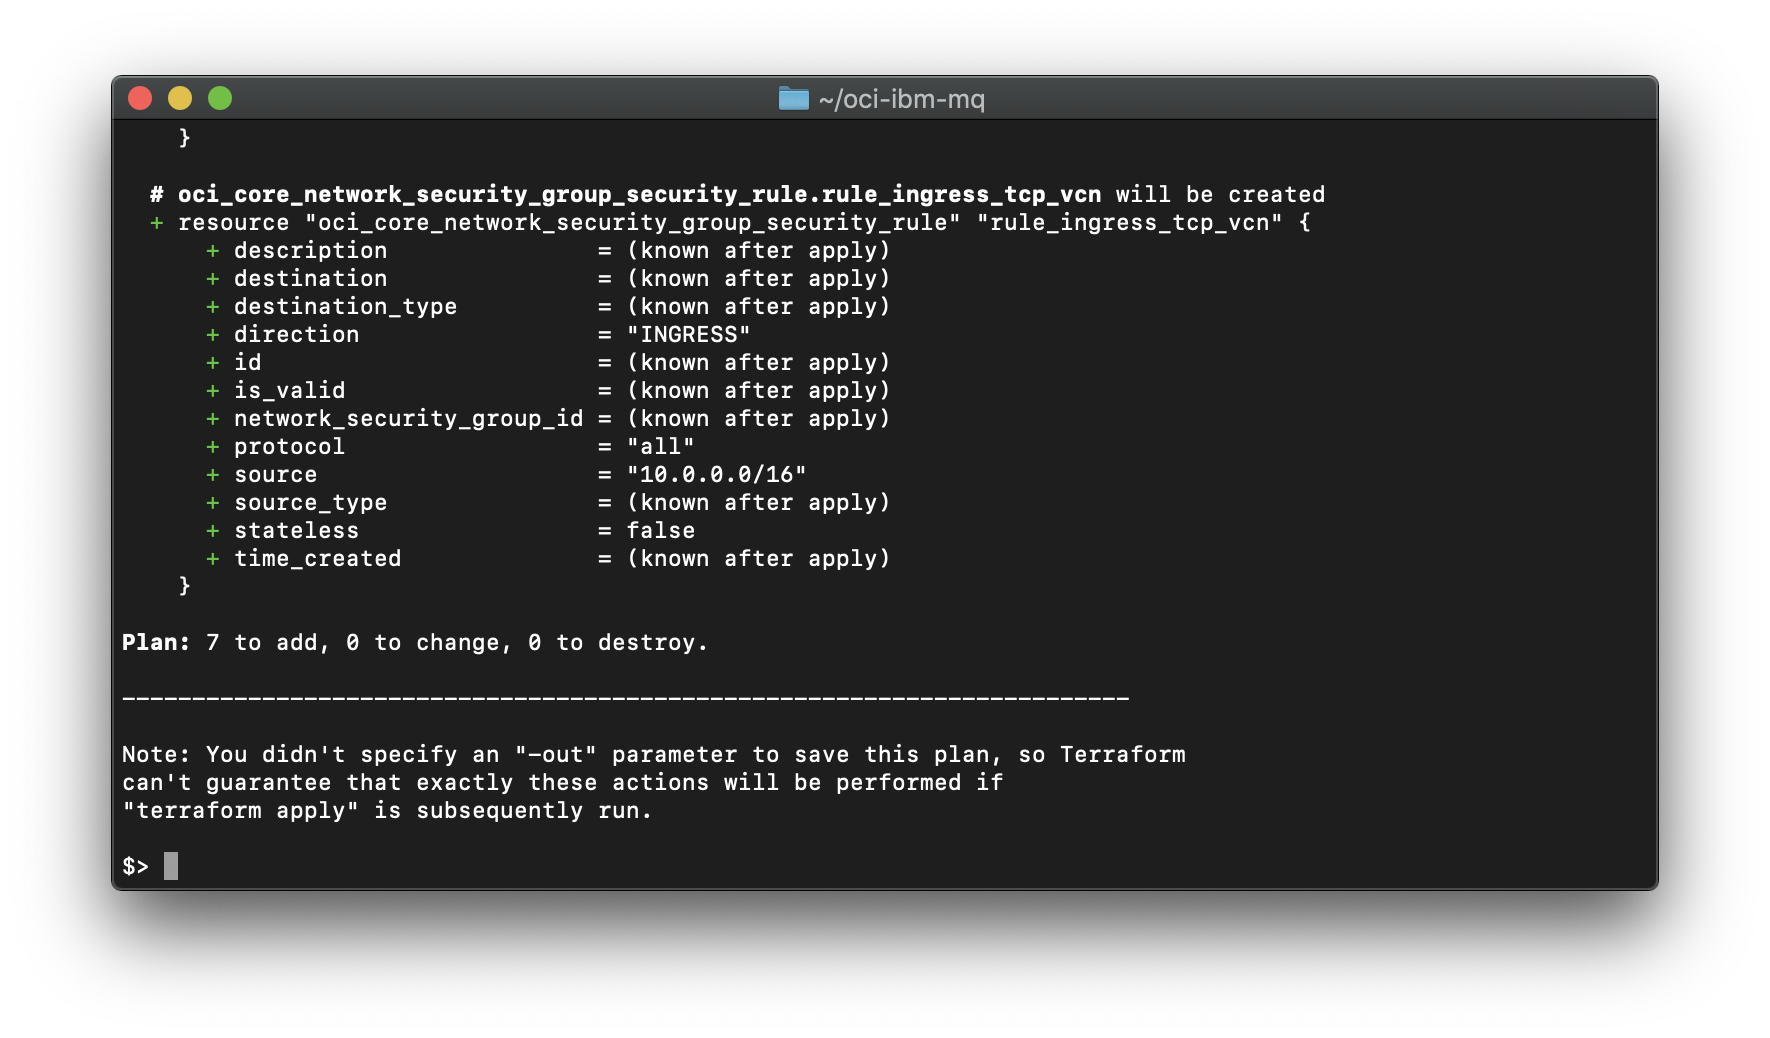 ~/oci-ibm-mq
    }

  # oci_core_network_security_group_security_rule.rule_ingress_tcp_vcn will be created
  + resource "oci_core_network_security_group_security_rule" "rule_ingress_tcp_vcn" {
      + description               = (known after apply)
      + destination               = (known after apply)
      + destination_type          = (known after apply)
      + direction                 = "INGRESS"
      + id                        = (known after apply)
      + is_valid                  = (known after apply)
      + network_security_group_id = (known after apply)
      + protocol                  = "all"
      + source                    = "10.0.0.0/16"
      + source_type               = (known after apply)
      + stateless                 = false
      + time_created              = (known after apply)
    }

Plan: 7 to add, 0 to change, 0 to destroy.

------------------------------------------------------------------------

Note: You didn't specify an "-out" parameter to save this plan, so Terraform
can't guarantee that exactly these actions will be performed if
"terraform apply" is subsequently run.

$>